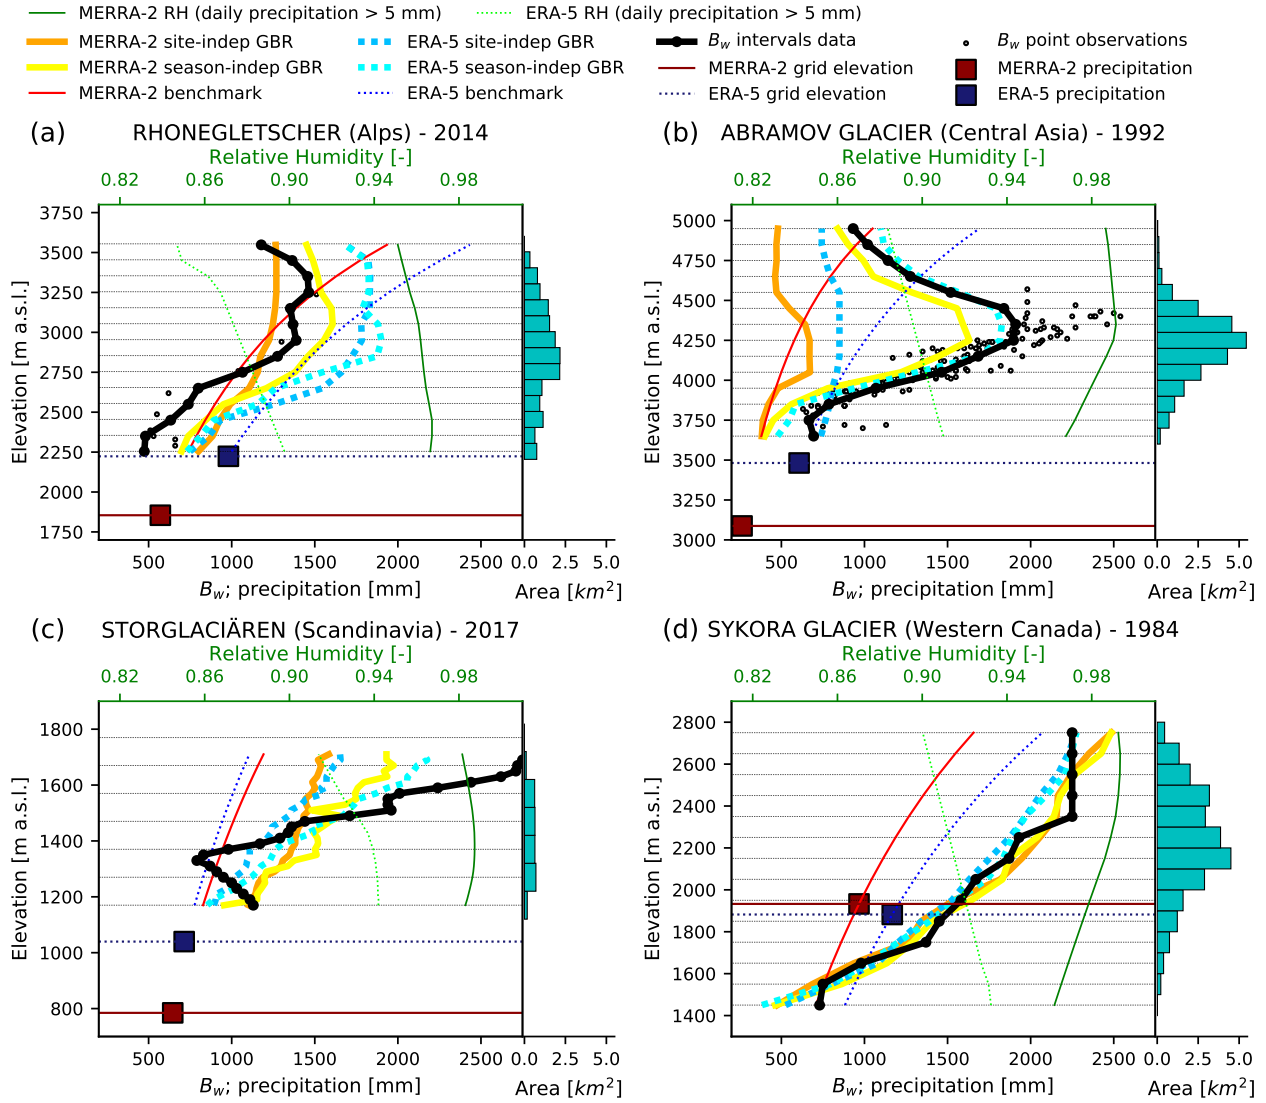 MERRA-2 RH (daily precipitation > 5 mm)
ERA-5 RH (daily precipitation > 5 mm)
MERRA-2 site-indep GBR
ERA-5 site-indep GBR
B_w intervals data
B_w point observations
MERRA-2 season-indep GBR
ERA-5 season-indep GBR
MERRA-2 grid elevation
MERRA-2 precipitation
MERRA-2 benchmark
ERA-5 benchmark
ERA-5 grid elevation
ERA-5 precipitation
(a) RHONEGLETSCHER (Alps) - 2014
Relative Humidity [-]
0.82 0.86 0.90 0.94 0.98
Elevation [m a.s.l.]
3750
3500
3250
3000
2750
2500
2250
2000
1750
500 1000 1500 2000 2500 0.0 2.5 5.0
B_w; precipitation [mm]
Area [km²]
(b) ABRAMOV GLACIER (Central Asia) - 1992
Relative Humidity [-]
0.82 0.86 0.90 0.94 0.98
Elevation [m a.s.l.]
5000
4750
4500
4250
4000
3750
3500
3250
3000
500 1000 1500 2000 2500 0.0 2.5 5.0
B_w; precipitation [mm]
Area [km²]
(c) STORGLACIÄREN (Scandinavia) - 2017
Relative Humidity [-]
0.82 0.86 0.90 0.94 0.98
Elevation [m a.s.l.]
1800
1600
1400
1200
1000
800
500 1000 1500 2000 2500 0.0 2.5 5.0
B_w; precipitation [mm]
Area [km²]
(d) SYKORA GLACIER (Western Canada) - 1984
Relative Humidity [-]
0.82 0.86 0.90 0.94 0.98
Elevation [m a.s.l.]
2800
2600
2400
2200
2000
1800
1600
1400
500 1000 1500 2000 2500 0.0 2.5 5.0
B_w; precipitation [mm]
Area [km²]